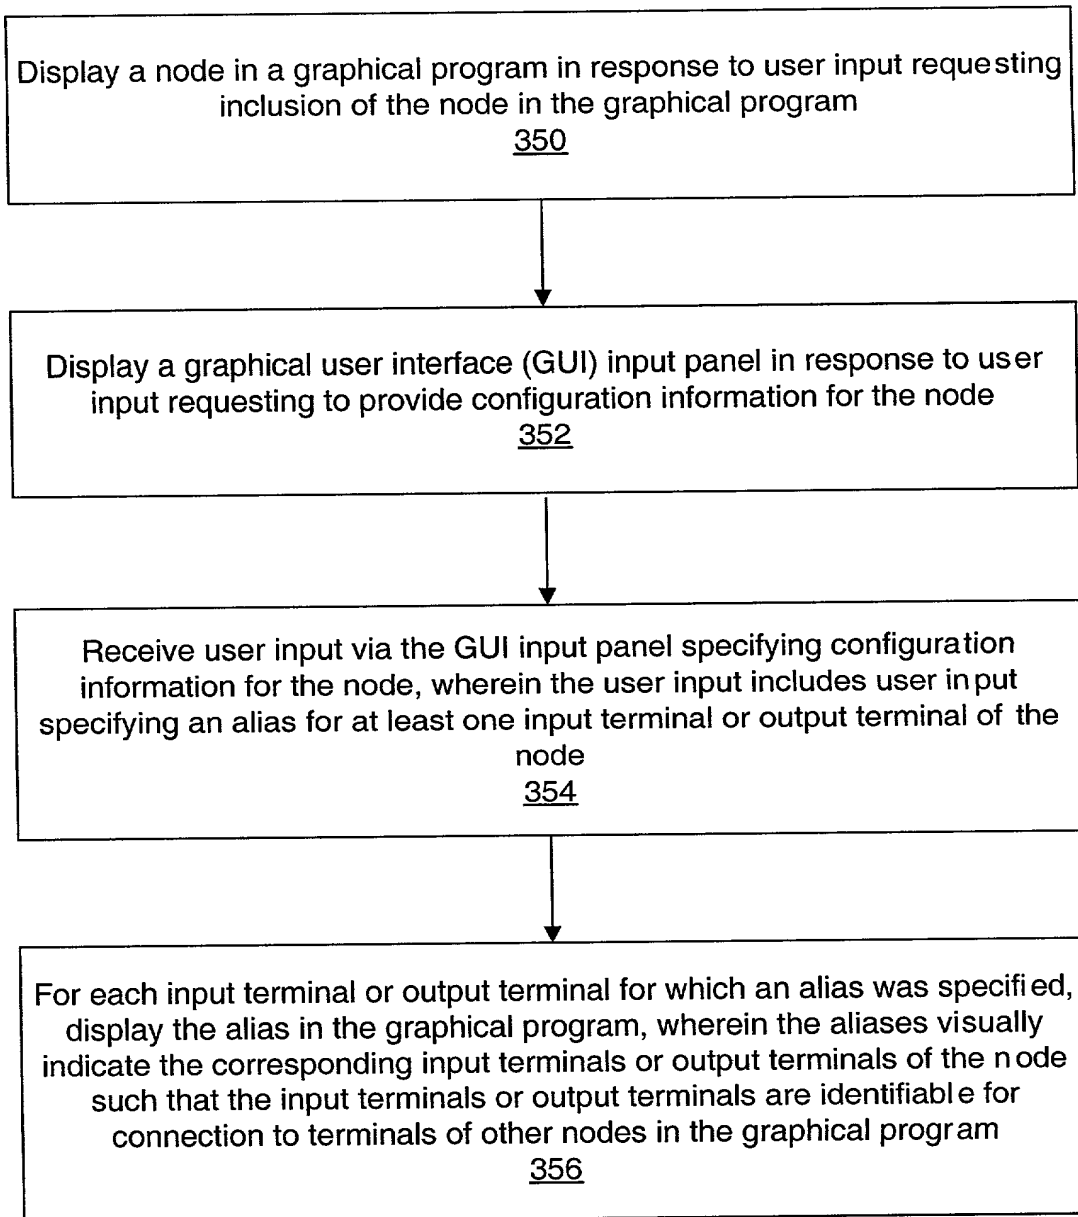 Display a node in a graphical program in response to user input requesting
inclusion of the node in the graphical program
350
Display a graphical user interface (GUI) input panel in response to user
input requesting to provide configuration information for the node
352
Receive user input via the GUI input panel specifying configuration
information for the node, wherein the user input includes user input
specifying an alias for at least one input terminal or output terminal of the
node
354
For each input terminal or output terminal for which an alias was specified,
display the alias in the graphical program, wherein the aliases visually
indicate the corresponding input terminals or output terminals of the node
such that the input terminals or output terminals are identifiable for
connection to terminals of other nodes in the graphical program
356